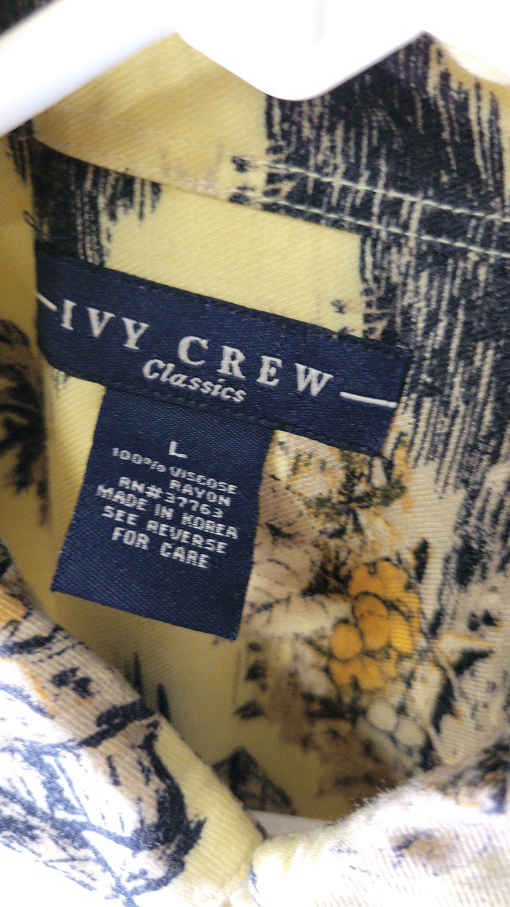 IVY CREW
Classics
L
100% VISCOSE
RAYON
RN#37763
MADE IN KOREA
SEE REVERSE
FOR CARE